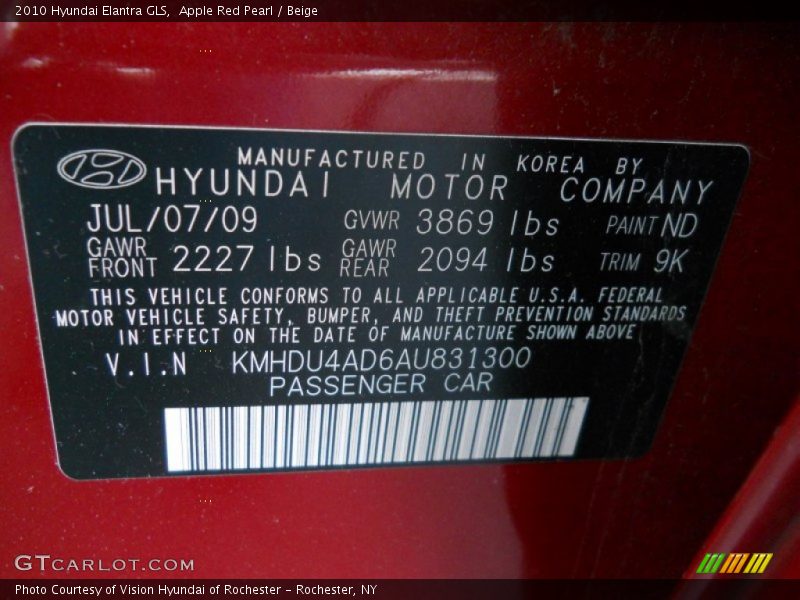 2010 Hyundai Elantra GLS,  Apple Red Pearl / Beige
MANUFACTURED IN KOREA BY
HYUNDAI MOTOR COMPANY
JUL/07/09 GVWR 3869 lbs PAINT ND
GAWR FRONT 2227 lbs GAWR REAR 2094 lbs TRIM 9K
THIS VEHICLE CONFORMS TO ALL APPLICABLE U.S.A. FEDERAL
MOTOR VEHICLE SAFETY, BUMPER, AND THEFT PREVENTION STANDARDS
IN EFFECT ON THE DATE OF MANUFACTURE SHOWN ABOVE
V.I.N KMHDU4AD6AU831300
PASSENGER CAR
GTCARLOT.COM
Photo Courtesy of Vision Hyundai of Rochester – Rochester, NY